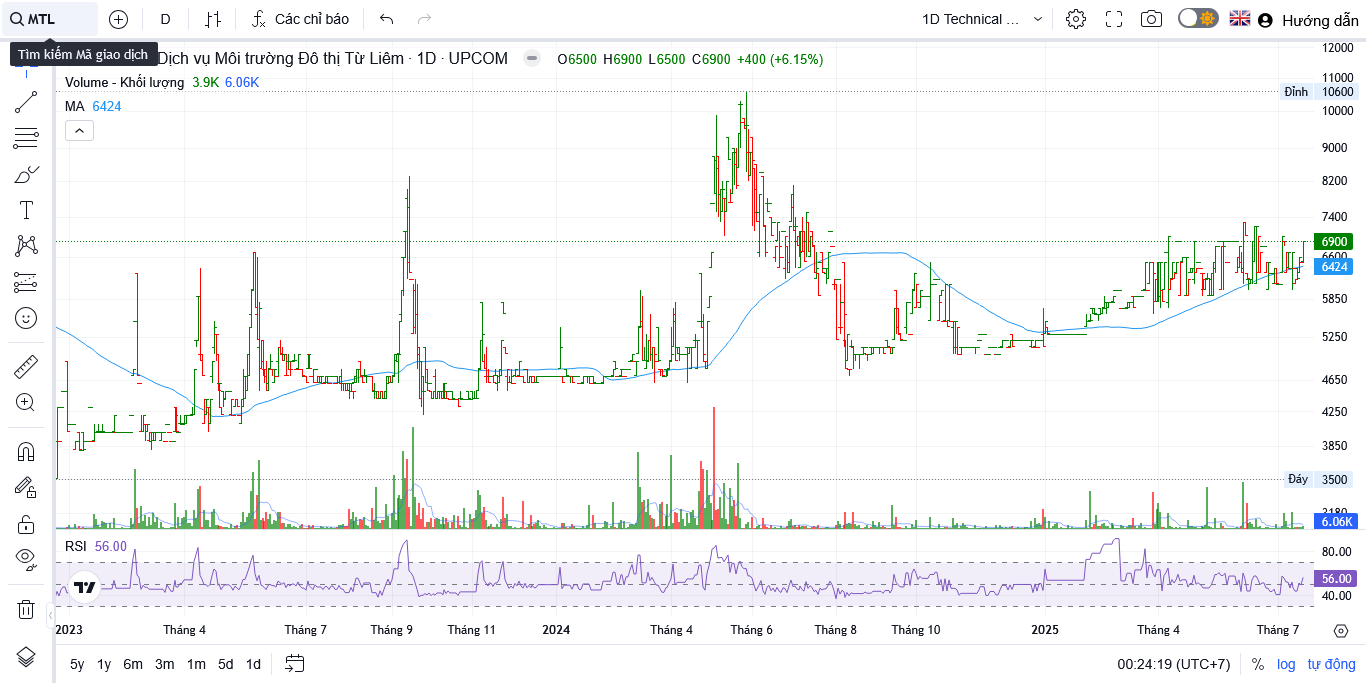 MTL
D
Các chỉ báo
1D Technical ...
Hướng dẫn
Tìm kiếm Mã giao dịch
Dịch vụ Môi trường Đô thị Từ Liêm · 1D · UPCOM
O6500 H6900 L6500 C6900 +400 (+6.15%)
Volume - Khối lượng 3.9K 6.06K
MA 6424
12000
11000
Đỉnh 10600
10000
9000
8200
7400
6900
6600
6424
5850
5250
4650
4250
3850
Đáy 3500
3180
6.06K
RSI 56.00
80.00
56.00
40.00
2023 Tháng 4 Tháng 7 Tháng 9 Tháng 11 2024 Tháng 4 Tháng 6 Tháng 8 Tháng 10 2025 Tháng 4 Tháng 7
5y 1y 6m 3m 1m 5d 1d
00:24:19 (UTC+7) % log tự động